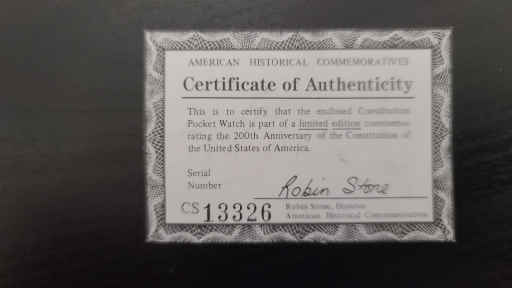 AMERICAN HISTORICAL COMMEMORATIVES
Certificate of Authenticity
This is to certify that the enclosed Constitution
Pocket Watch is part of a limited edition commemo-
rating the 200th Anniversary of the Constitution of
the United States of America.
Serial
Number
Robin Stone
CS 13326
Robin Stone, Director
American Historical Commemoratives